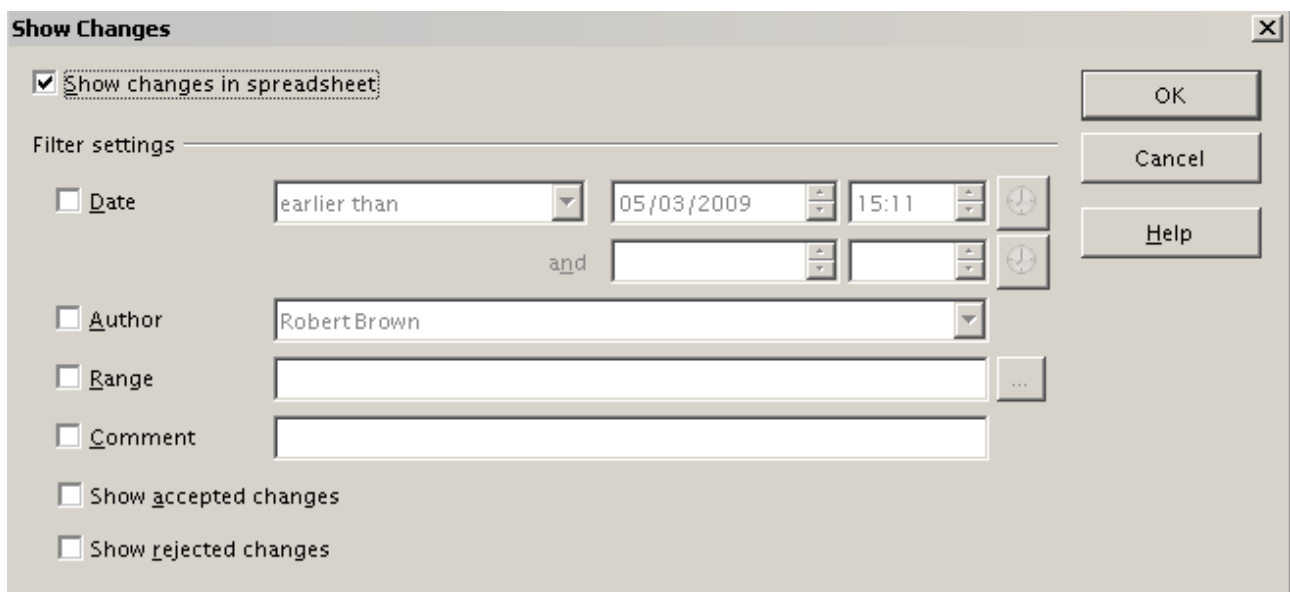 Show Changes
Show changes in spreadsheet
OK
Filter settings
Cancel
Date earlier than 05/03/2009 15:11
Help
and
Author Robert Brown
Range ...
Comment
Show accepted changes
Show rejected changes